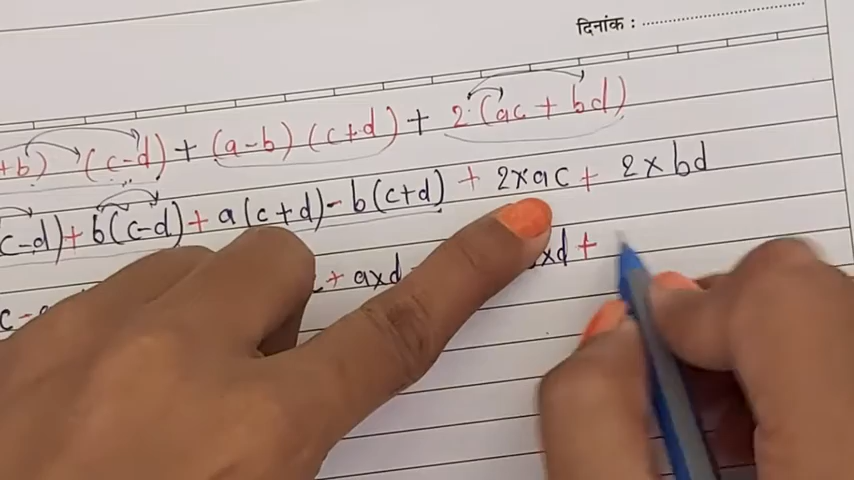 दिनांक : ..............................
+b) (c-d) + (a-b) (c+d) + 2·(ac + bd)
c-d) + b(c-d) + a(c+d) - b(c+d) + 2×ac + 2×bd
c - + a×d ×d +